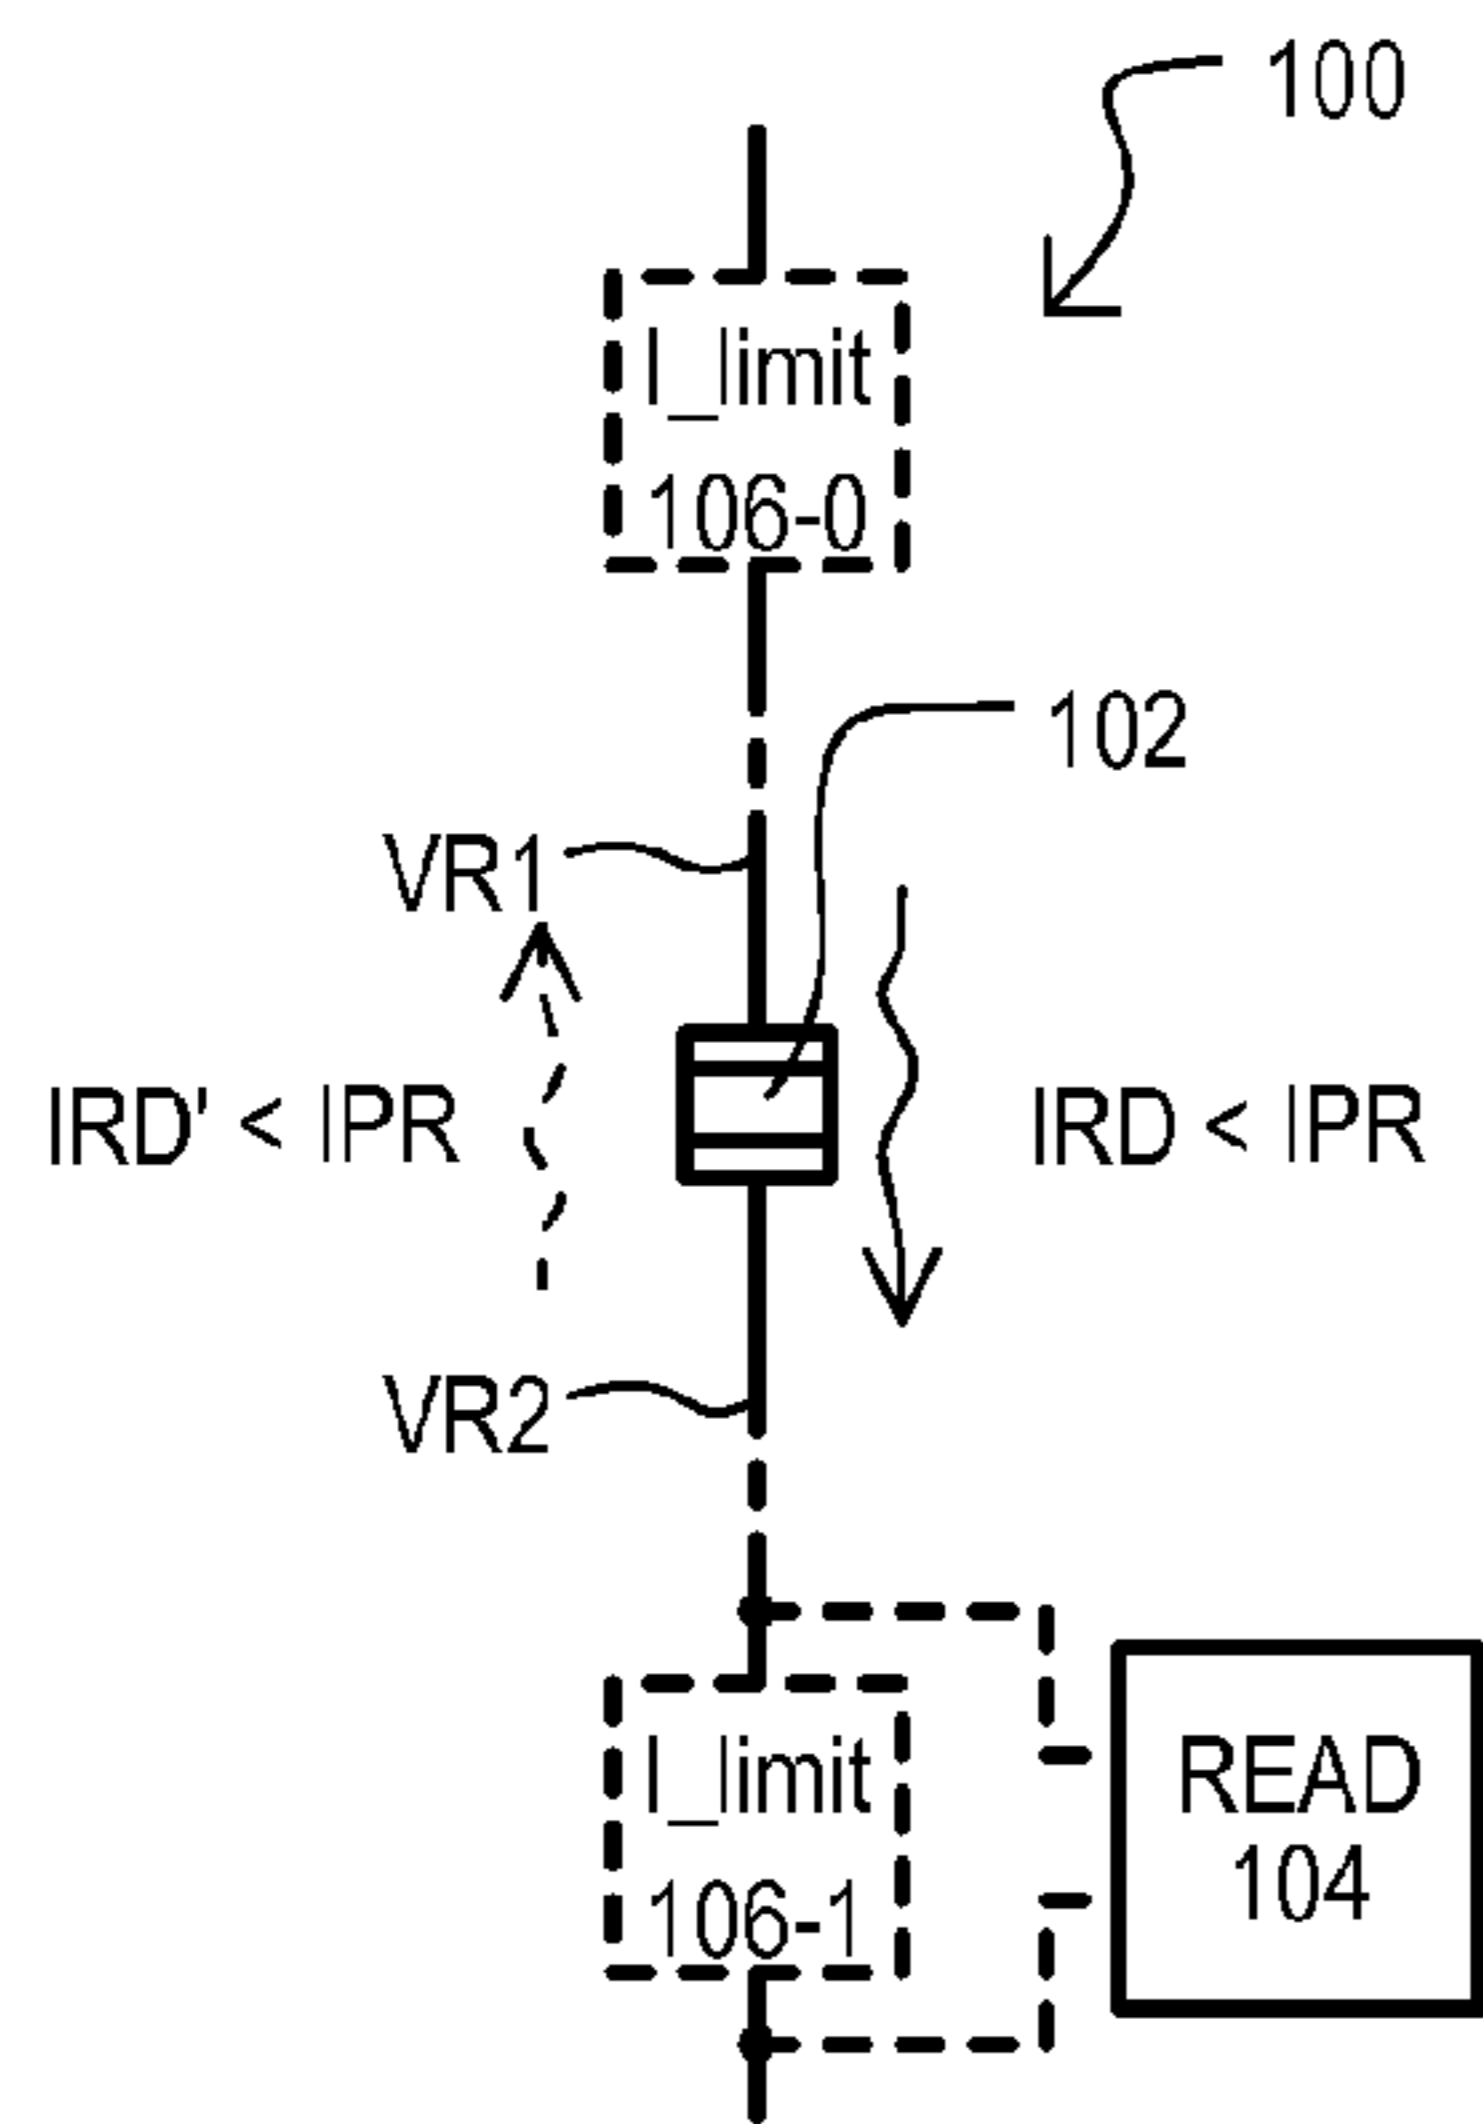 100
I_limit
106-0
102
VR1
IRD' < IPR
IRD < IPR
VR2
I_limit
106-1
READ
104